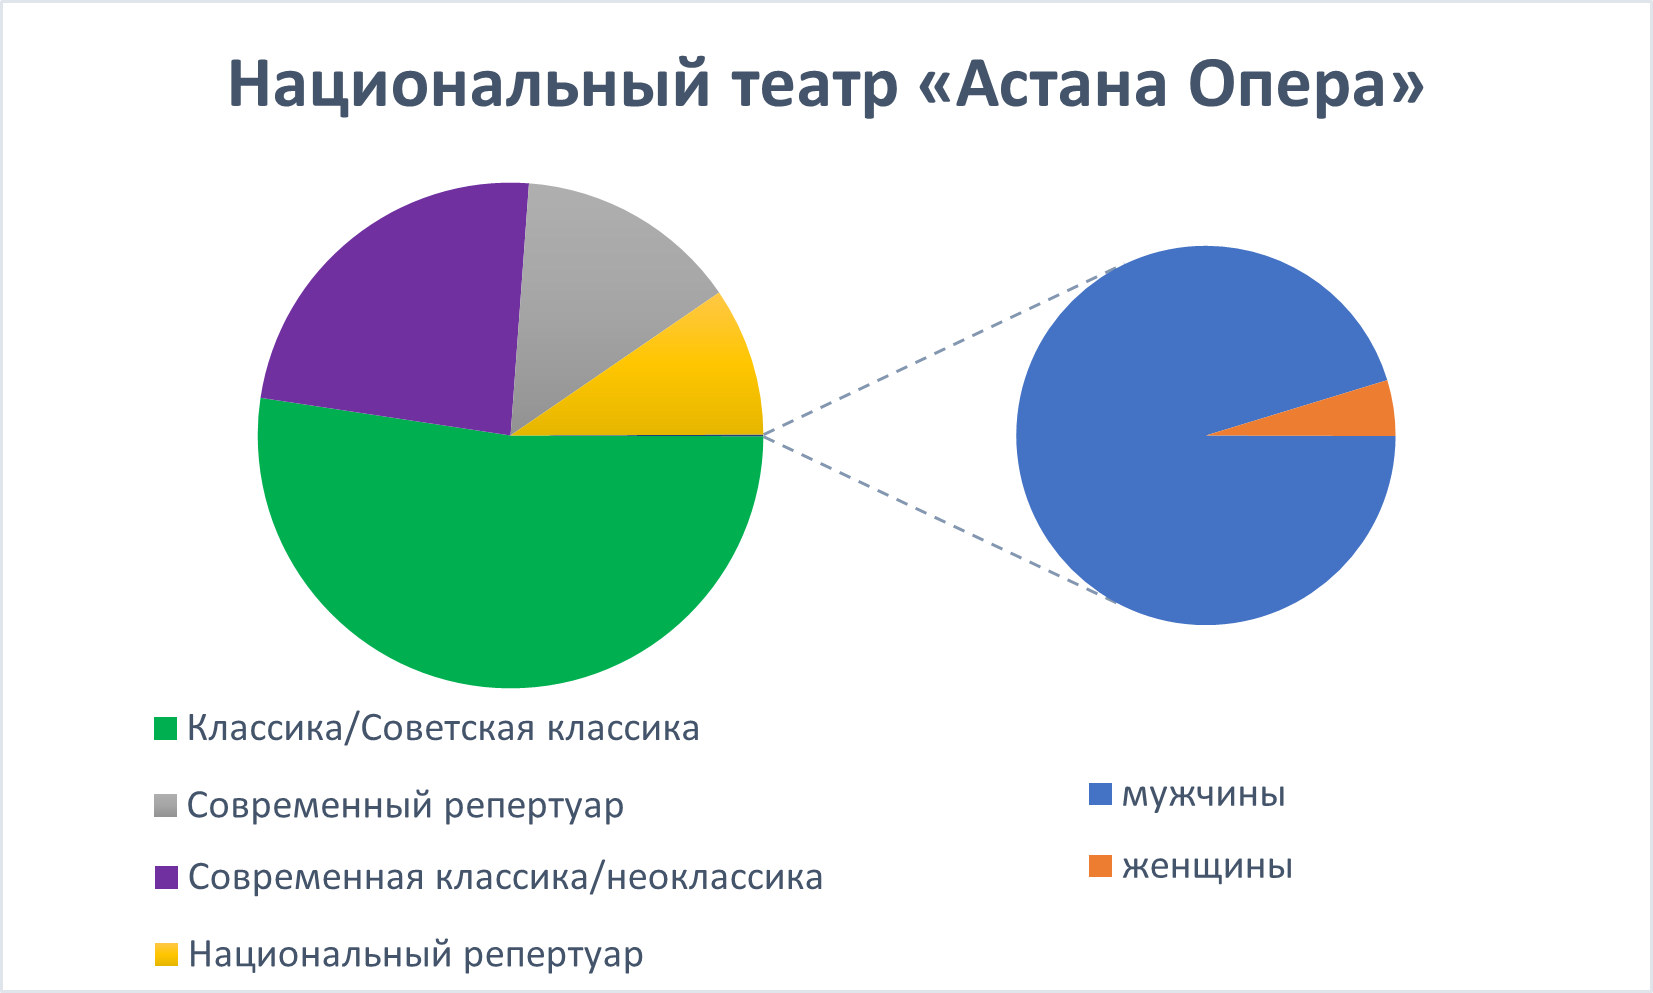 Национальный театр «Астана Опера»
Классика/Советская классика
Современный репертуар
Современная классика/неоклассика
Национальный репертуар
мужчины
женщины